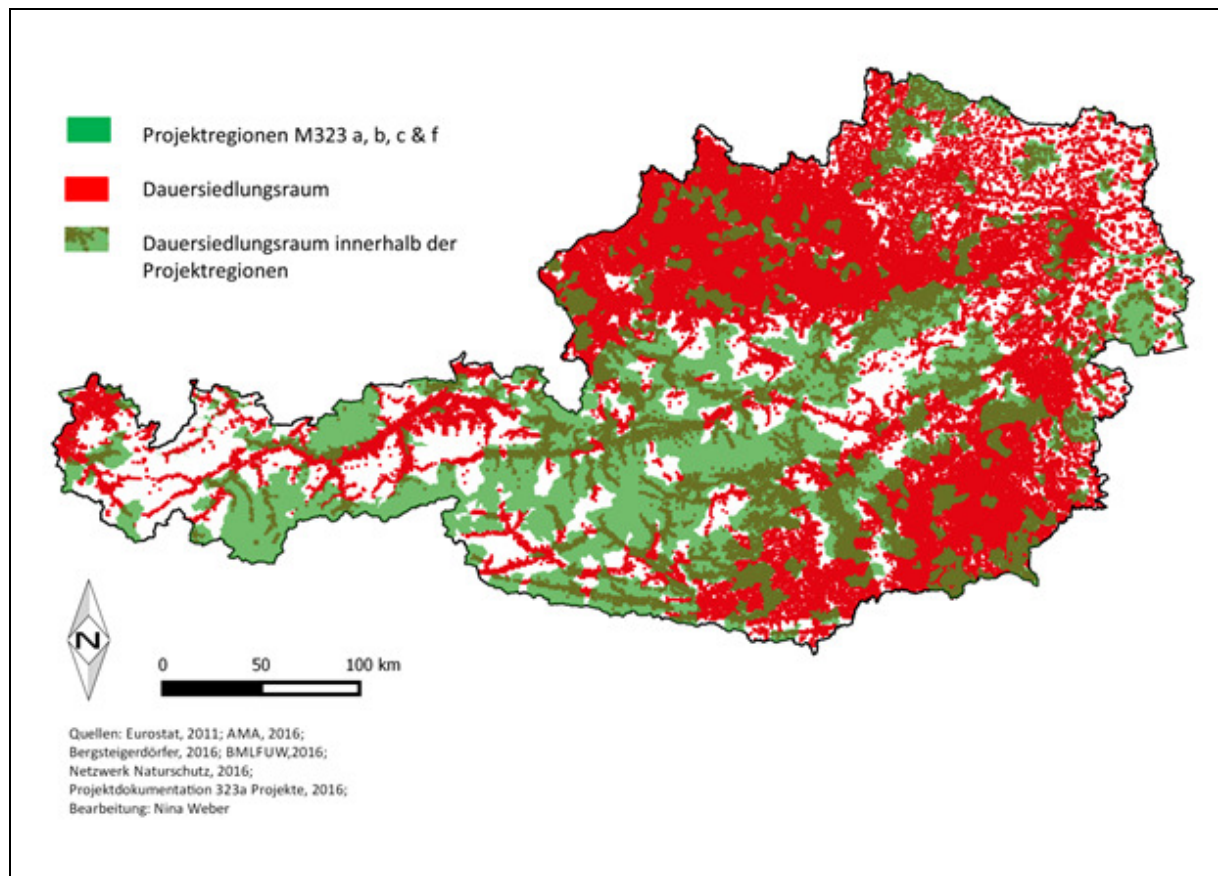 Projektregionen M323 a, b, c & f
Dauersiedlungsraum
Dauersiedlungsraum innerhalb der
Projektregionen
N
0 50 100 km
Quellen: Eurostat, 2011; AMA, 2016;
Bergsteigerdörfer, 2016; BMLFUW,2016;
Netzwerk Naturschutz, 2016;
Projektdokumentation 323a Projekte, 2016;
Bearbeitung: Nina Weber